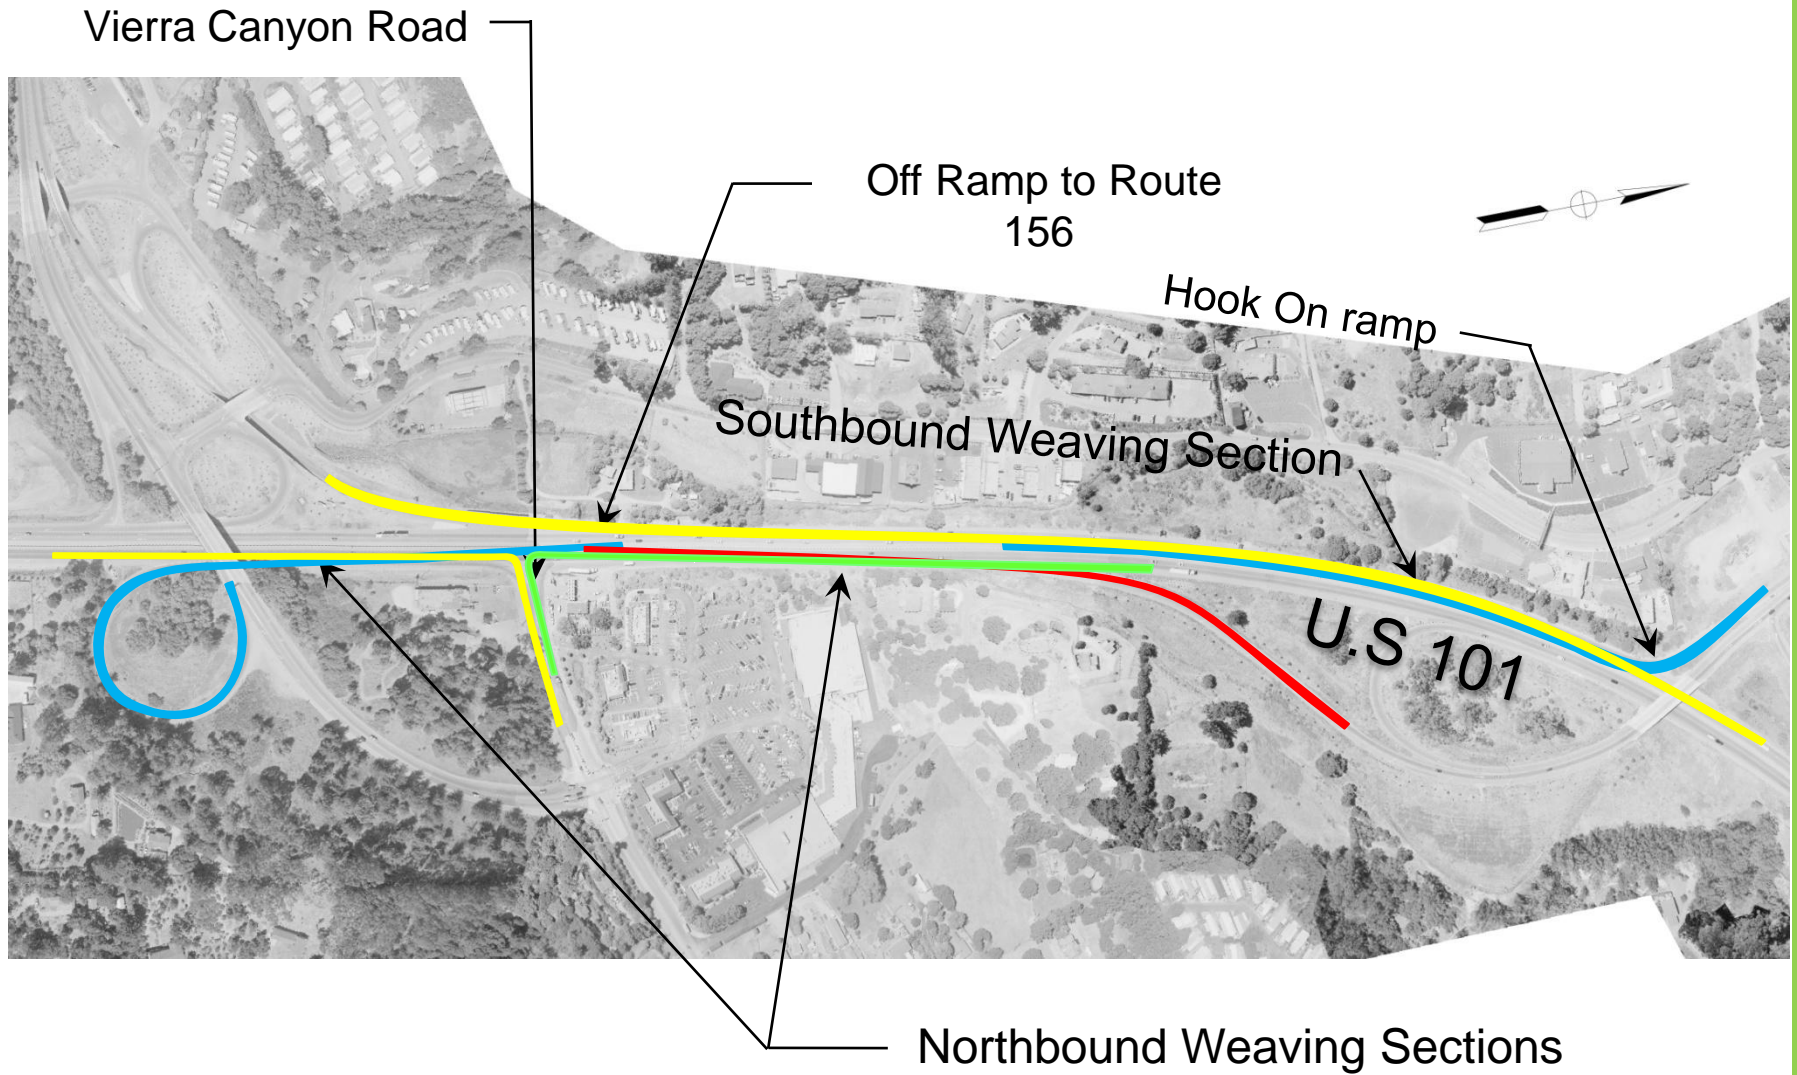 Vierra Canyon Road
Off Ramp to Route
156
Hook On ramp
Southbound Weaving Section
U.S 101
Northbound Weaving Sections